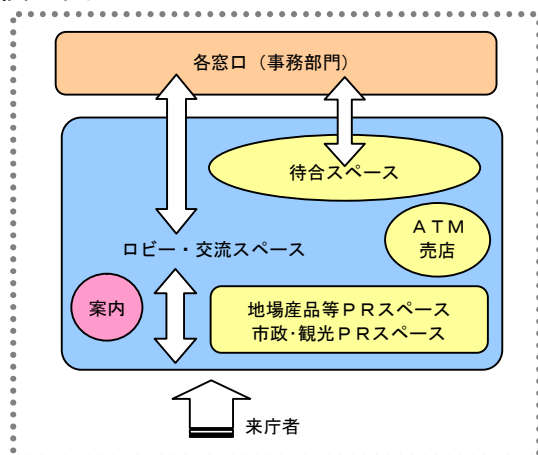 各窓口（事務部門）
待合スペース
ＡＴＭ
売店
ロビー・交流スペース
案内
地場産品等ＰＲスペース
市政･観光ＰＲスペース
来庁者